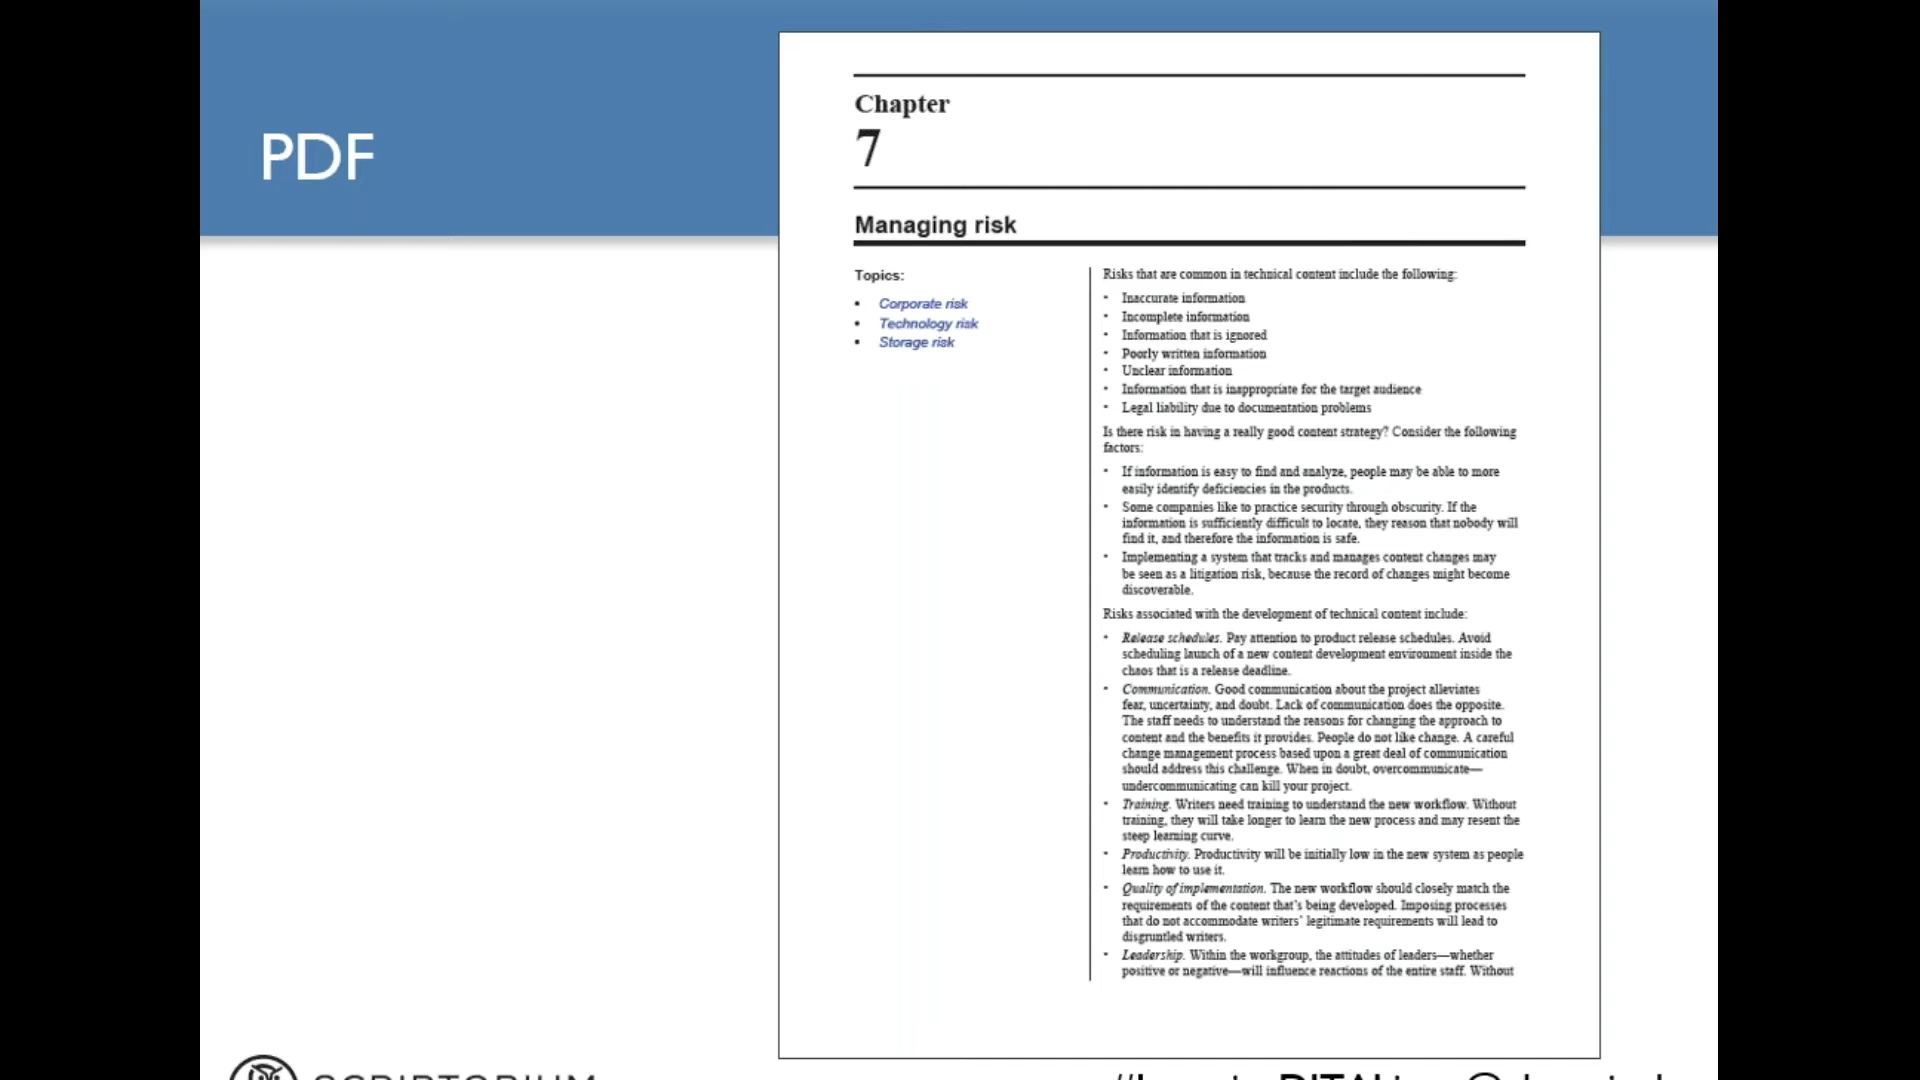 PDF
Chapter
7
Managing risk
Topics:
• Corporate risk
• Technology risk
• Storage risk
Risks that are common in technical content include the following:
• Inaccurate information
• Incomplete information
• Information that is ignored
• Poorly written information
• Unclear information
• Information that is inappropriate for the target audience
• Legal liability due to documentation problems
Is there risk in having a really good content strategy? Consider the following
factors:
• If information is easy to find and analyze, people may be able to more
easily identify deficiencies in the products.
• Some companies like to practice security through obscurity. If the
information is sufficiently difficult to locate, they reason that nobody will
find it, and therefore the information is safe.
• Implementing a system that tracks and manages content changes may
be seen as a litigation risk, because the record of changes might become
discoverable.
Risks associated with the development of technical content include:
• Release schedules. Pay attention to product release schedules. Avoid
scheduling launch of a new content development environment inside the
chaos that is a release deadline.
• Communication. Good communication about the project alleviates
fear, uncertainty, and doubt. Lack of communication does the opposite.
The staff needs to understand the reasons for changing the approach to
content and the benefits it provides. People do not like change. A careful
change management process based upon a great deal of communication
should address this challenge. When in doubt, overcommunicate—
undercommunicating can kill your project.
• Training. Writers need training to understand the new workflow. Without
training, they will take longer to learn the new process and may resent the
steep learning curve.
• Productivity. Productivity will be initially low in the new system as people
learn how to use it.
• Quality of implementation. The new workflow should closely match the
requirements of the content that's being developed. Imposing processes
that do not accommodate writers' legitimate requirements will lead to
disgruntled writers.
• Leadership. Within the workgroup, the attitudes of leaders—whether
positive or negative—will influence reactions of the entire staff. Without
SCRIPTORIUM